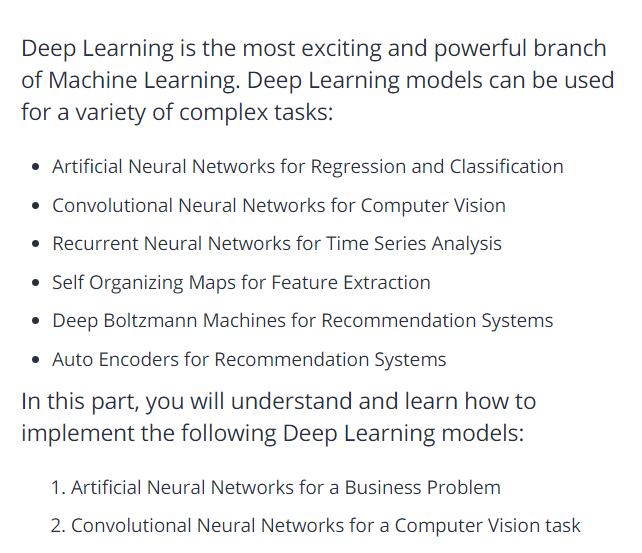 Deep Learning is the most exciting and powerful branch
of Machine Learning. Deep Learning models can be used
for a variety of complex tasks:
• Artificial Neural Networks for Regression and Classification
• Convolutional Neural Networks for Computer Vision
• Recurrent Neural Networks for Time Series Analysis
• Self Organizing Maps for Feature Extraction
• Deep Boltzmann Machines for Recommendation Systems
• Auto Encoders for Recommendation Systems
In this part, you will understand and learn how to
implement the following Deep Learning models:
1. Artificial Neural Networks for a Business Problem
2. Convolutional Neural Networks for a Computer Vision task